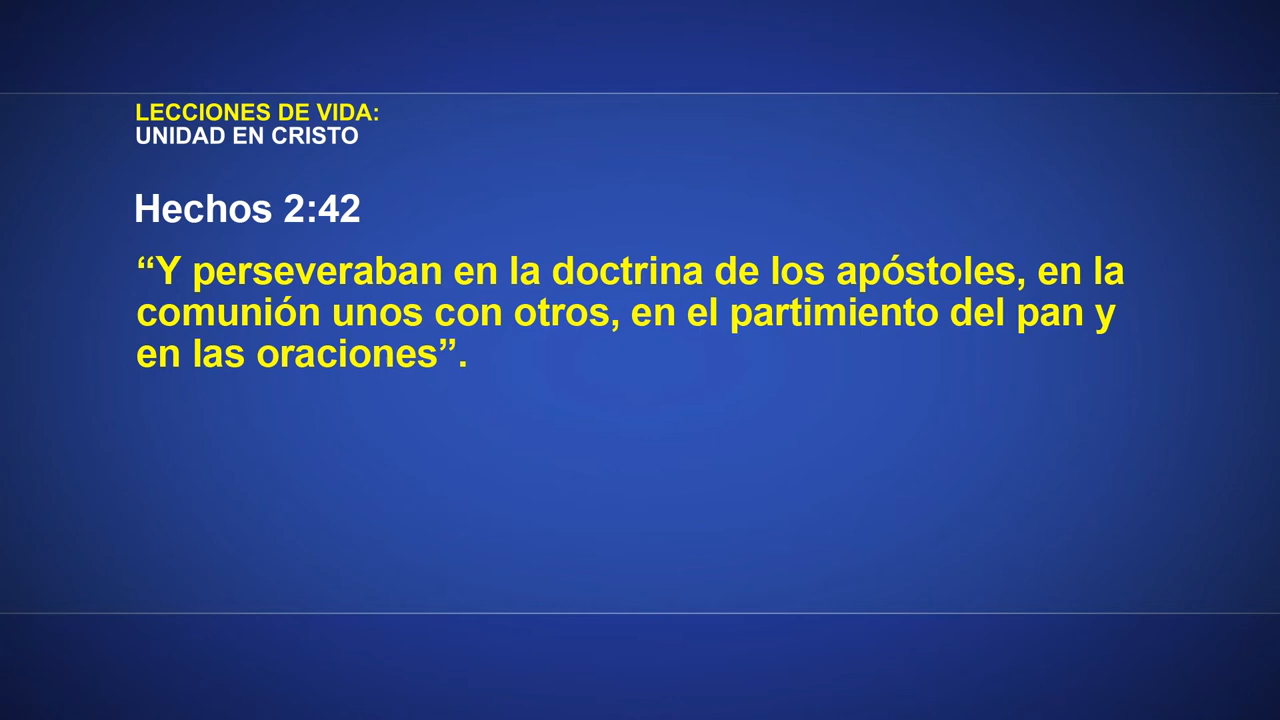 LECCIONES DE VIDA:
UNIDAD EN CRISTO
Hechos 2:42
“Y perseveraban en la doctrina de los apóstoles, en la
comunión unos con otros, en el partimiento del pan y
en las oraciones”.